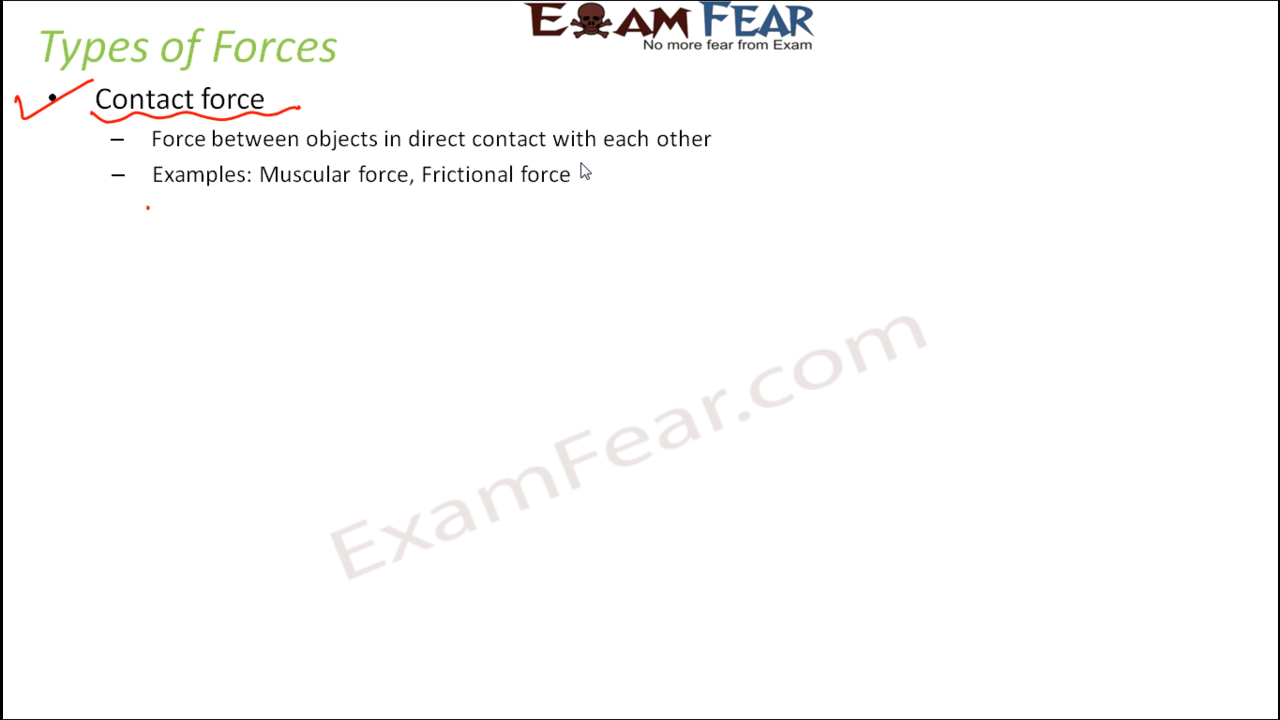 EXAM FEAR
No more fear from Exam
Types of Forces
• Contact force
– Force between objects in direct contact with each other
– Examples: Muscular force, Frictional force
ExamFear.com